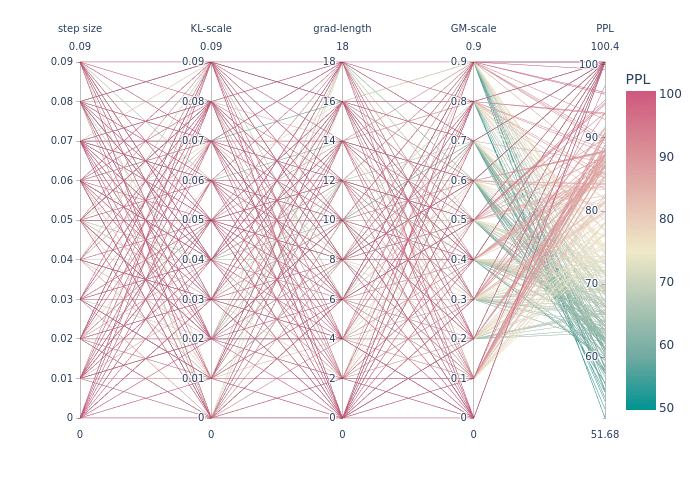 step size KL-scale grad-length GM-scale PPL
0.09 0.09 18 0.9 100.4
0.09 0.09 18 0.9 100
PPL
100
0.08 0.08 16 0.8
90
0.07 0.07 14 0.7 90
0.06 0.06 12 0.6
80
0.05 0.05 10 0.5 80
70
0.04 0.04 8 0.4
70
0.03 0.03 6 0.3
60
0.02 0.02 4 0.2
60
0.01 0.01 2 0.1
50
0 0 0 0
0 0 0 0 51.68